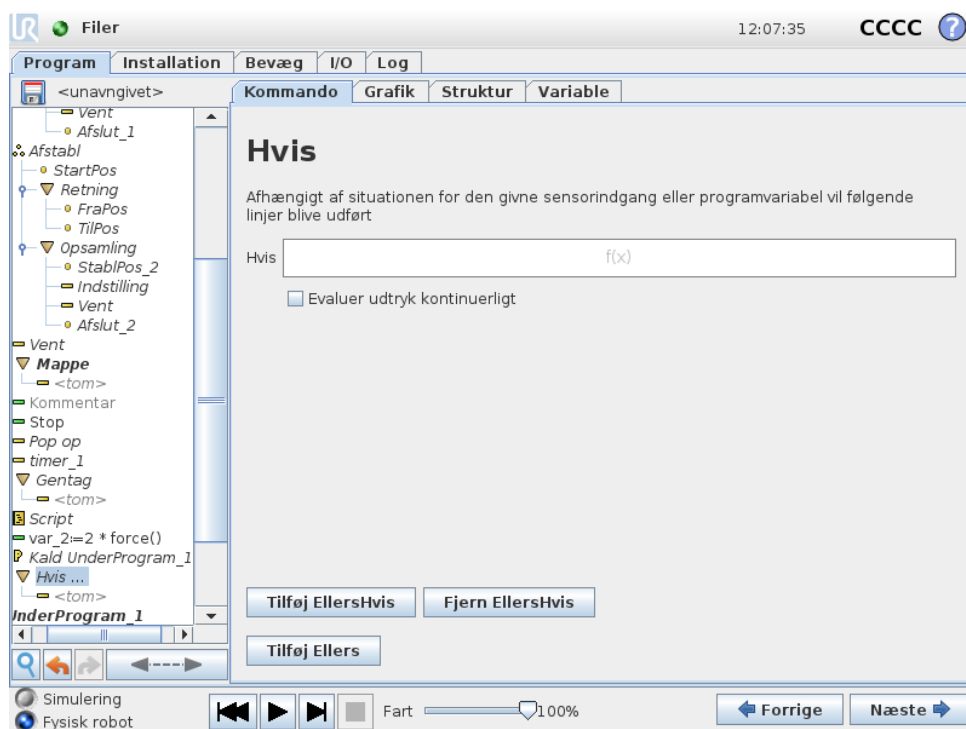 UR Filer 12:07:35 CCCC ?
Program Installation Bevæg I/O Log
<unavngivet>
Kommando Grafik Struktur Variable
Vent
Afslut_1
Afstabl
StartPos
Retning
FraPos
TilPos
Opsamling
StablPos_2
Indstilling
Vent
Afslut_2
Vent
Mappe
<tom>
Kommentar
Stop
Pop op
timer_1
Gentag
<tom>
Script
var_2:=2 * force()
Kald UnderProgram_1
Hvis ...
<tom>
UnderProgram_1
Hvis
Afhængigt af situationen for den givne sensorindgang eller programvariabel vil følgende
linjer blive udført
Hvis f(x)
Evaluer udtryk kontinuerligt
Tilføj EllersHvis Fjern EllersHvis
Tilføj Ellers
Simulering
Fysisk robot
Fart 100%
Forrige Næste